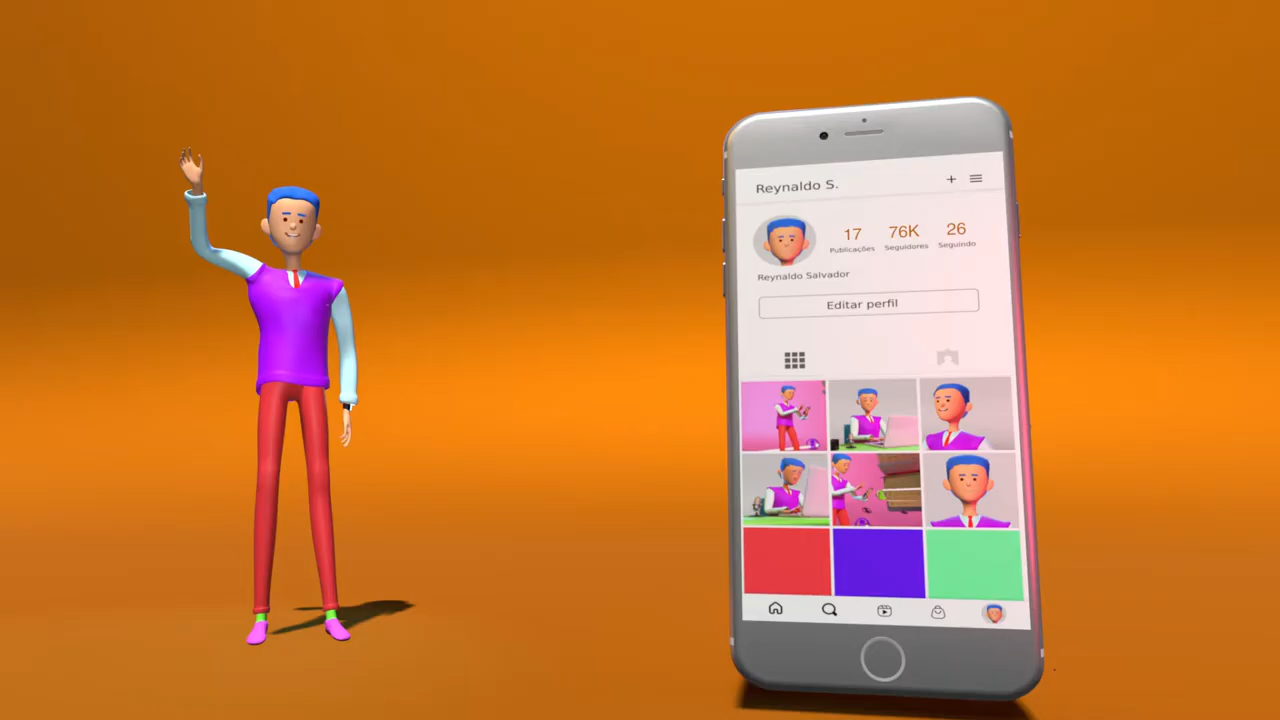 Reynaldo S.
17 76K 26
Publicações Seguidores Seguindo
Reynaldo Salvador
Editar perfil